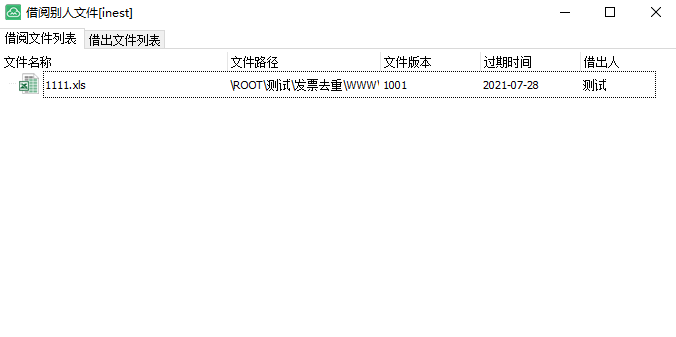 借阅别人文件[inest]
借阅文件列表 借出文件列表
文件名称 文件路径 文件版本 过期时间 借出人
1111.xls \ROOT\测试\发票去重\WWW\ 1001 2021-07-28 测试